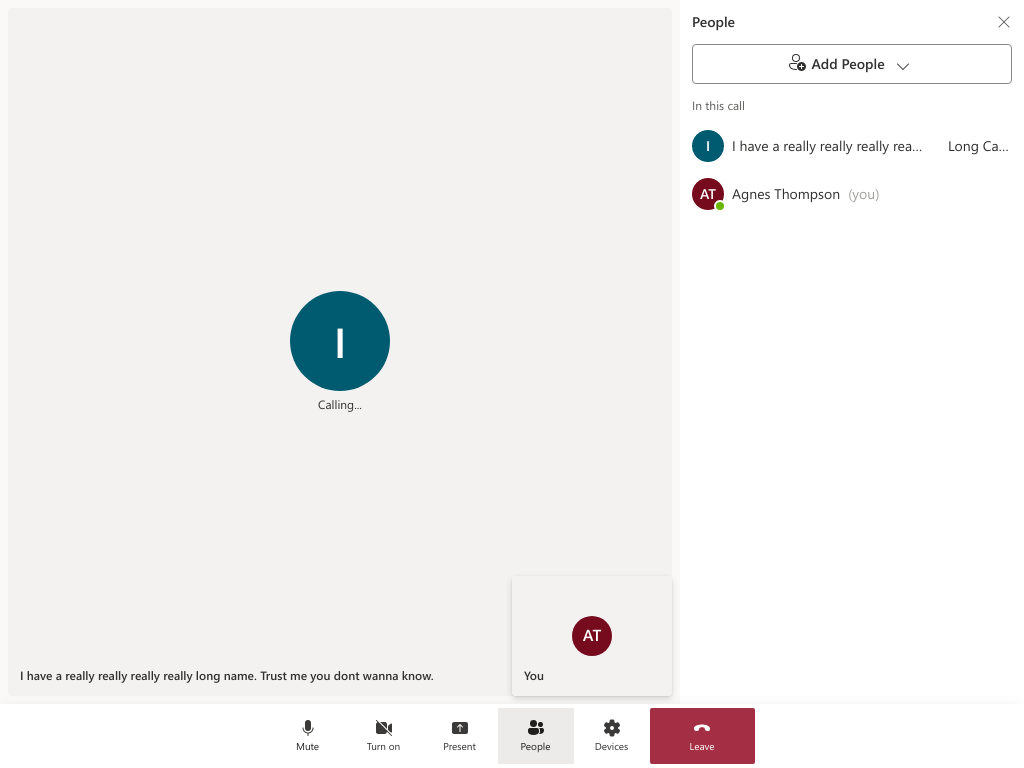 People
Add People
In this call
I I have a really really really rea... Long Ca...
AT Agnes Thompson (you)
I
Calling...
AT
I have a really really really really long name. Trust me you dont wanna know.
You
Mute Turn on Present People Devices Leave